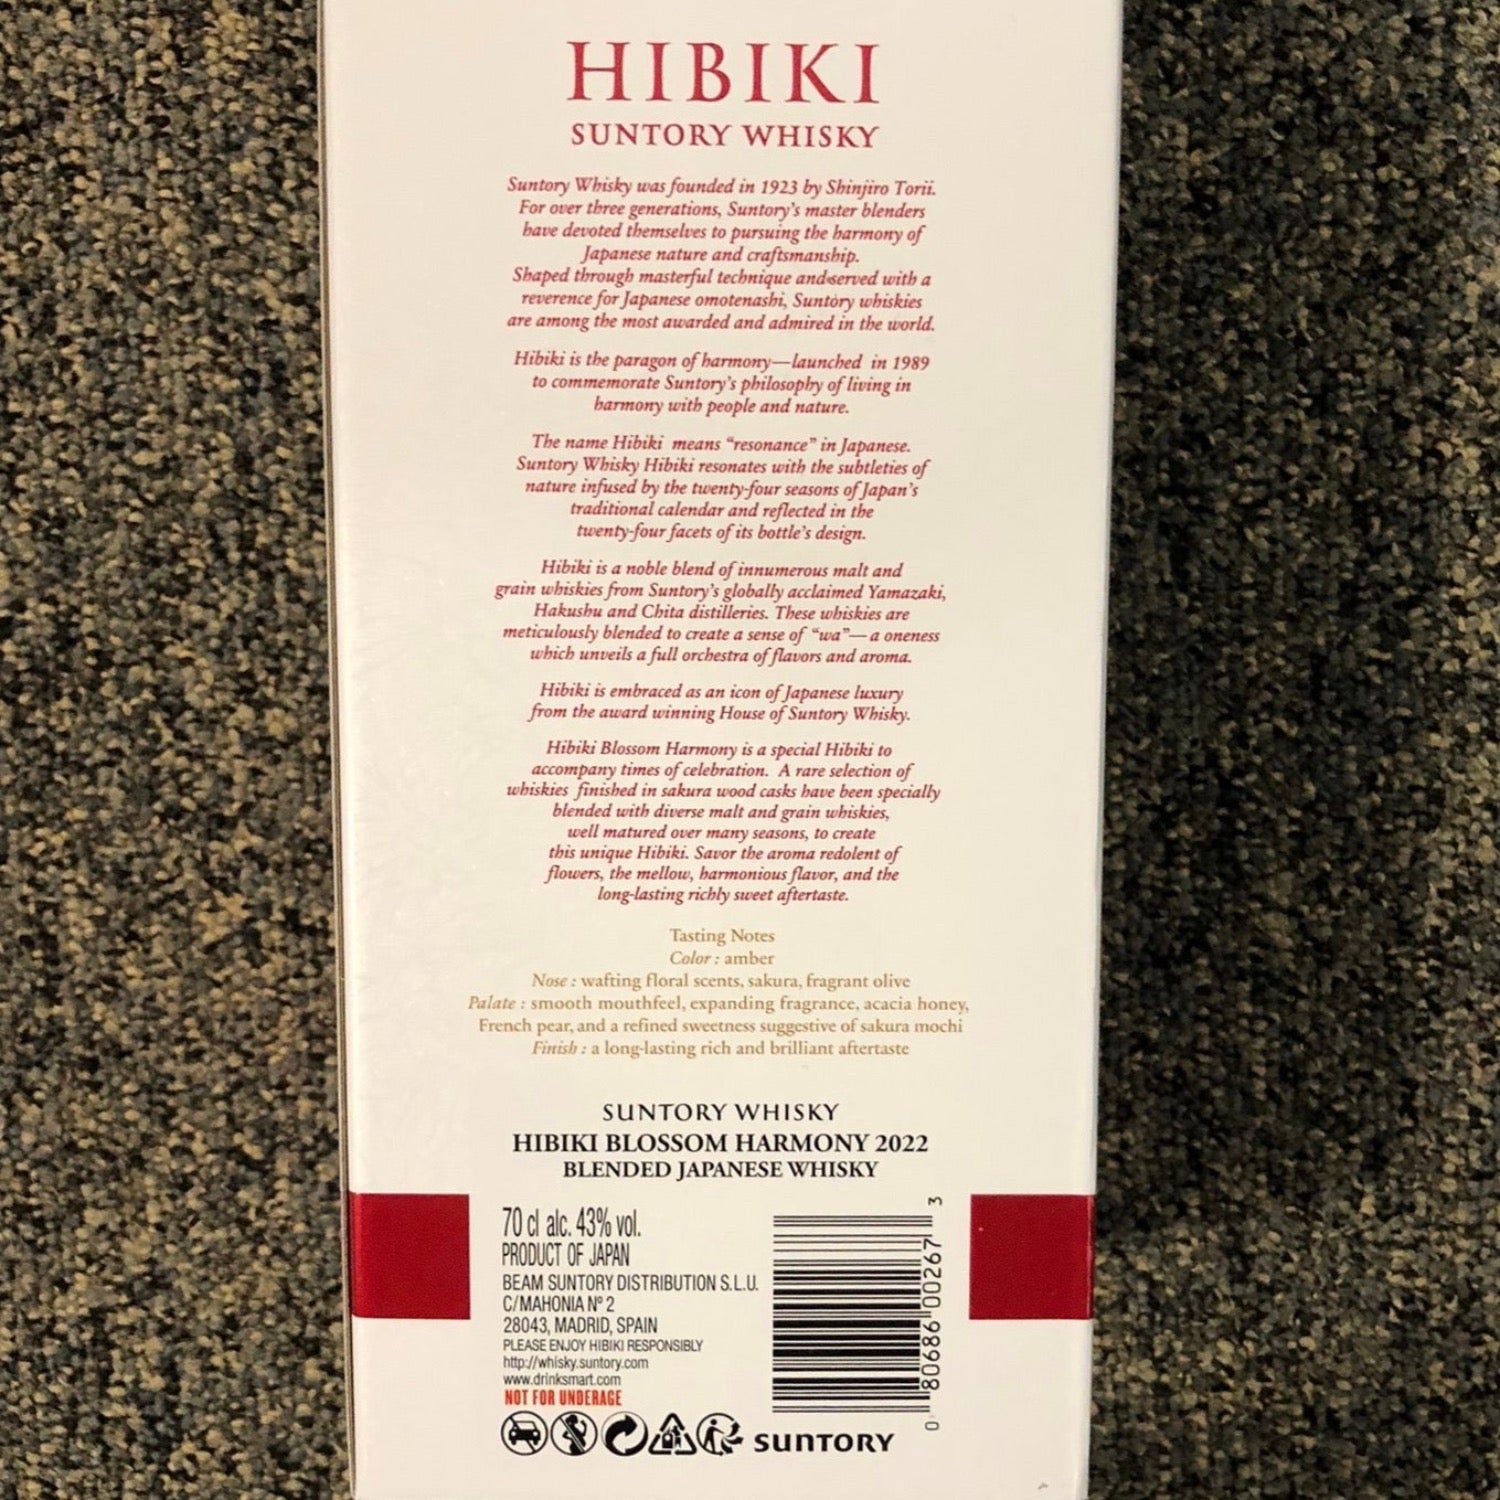 HIBIKI
SUNTORY WHISKY
Suntory Whisky was founded in 1923 by Shinjiro Torii.
For over three generations, Suntory's master blenders
have devoted themselves to pursuing the harmony of
Japanese nature and craftsmanship.
Shaped through masterful technique and served with a
reverence for Japanese omotenashi, Suntory whiskies
are among the most awarded and admired in the world.
Hibiki is the paragon of harmony—launched in 1989
to commemorate Suntory's philosophy of living in
harmony with people and nature.
The name Hibiki means “resonance” in Japanese.
Suntory Whisky Hibiki resonates with the subtleties of
nature infused by the twenty-four seasons of Japan's
traditional calendar and reflected in the
twenty-four facets of its bottle's design.
Hibiki is a noble blend of innumerous malt and
grain whiskies from Suntory's globally acclaimed Yamazaki,
Hakushu and Chita distilleries. These whiskies are
meticulously blended to create a sense of “wa”—a oneness
which unveils a full orchestra of flavors and aroma.
Hibiki is embraced as an icon of Japanese luxury
from the award winning House of Suntory Whisky.
Hibiki Blossom Harmony is a special Hibiki to
accompany times of celebration. A rare selection of
whiskies finished in sakura wood casks have been specially
blended with diverse malt and grain whiskies,
well matured over many seasons, to create
this unique Hibiki. Savor the aroma redolent of
flowers, the mellow, harmonious flavor, and the
long-lasting richly sweet aftertaste.
Tasting Notes
Color : amber
Nose : wafting floral scents, sakura, fragrant olive
Palate : smooth mouthfeel, expanding fragrance, acacia honey,
French pear, and a refined sweetness suggestive of sakura mochi
Finish : a long-lasting rich and brilliant aftertaste
SUNTORY WHISKY
HIBIKI BLOSSOM HARMONY 2022
BLENDED JAPANESE WHISKY
70 cl alc. 43% vol.
PRODUCT OF JAPAN
BEAM SUNTORY DISTRIBUTION S.L.U.
C/MAHONIA Nº 2
28043, MADRID, SPAIN
PLEASE ENJOY HIBIKI RESPONSIBLY
http://whisky.suntory.com
www.drinksmart.com
NOT FOR UNDERAGE
SUNTORY
0 80686 00267 3